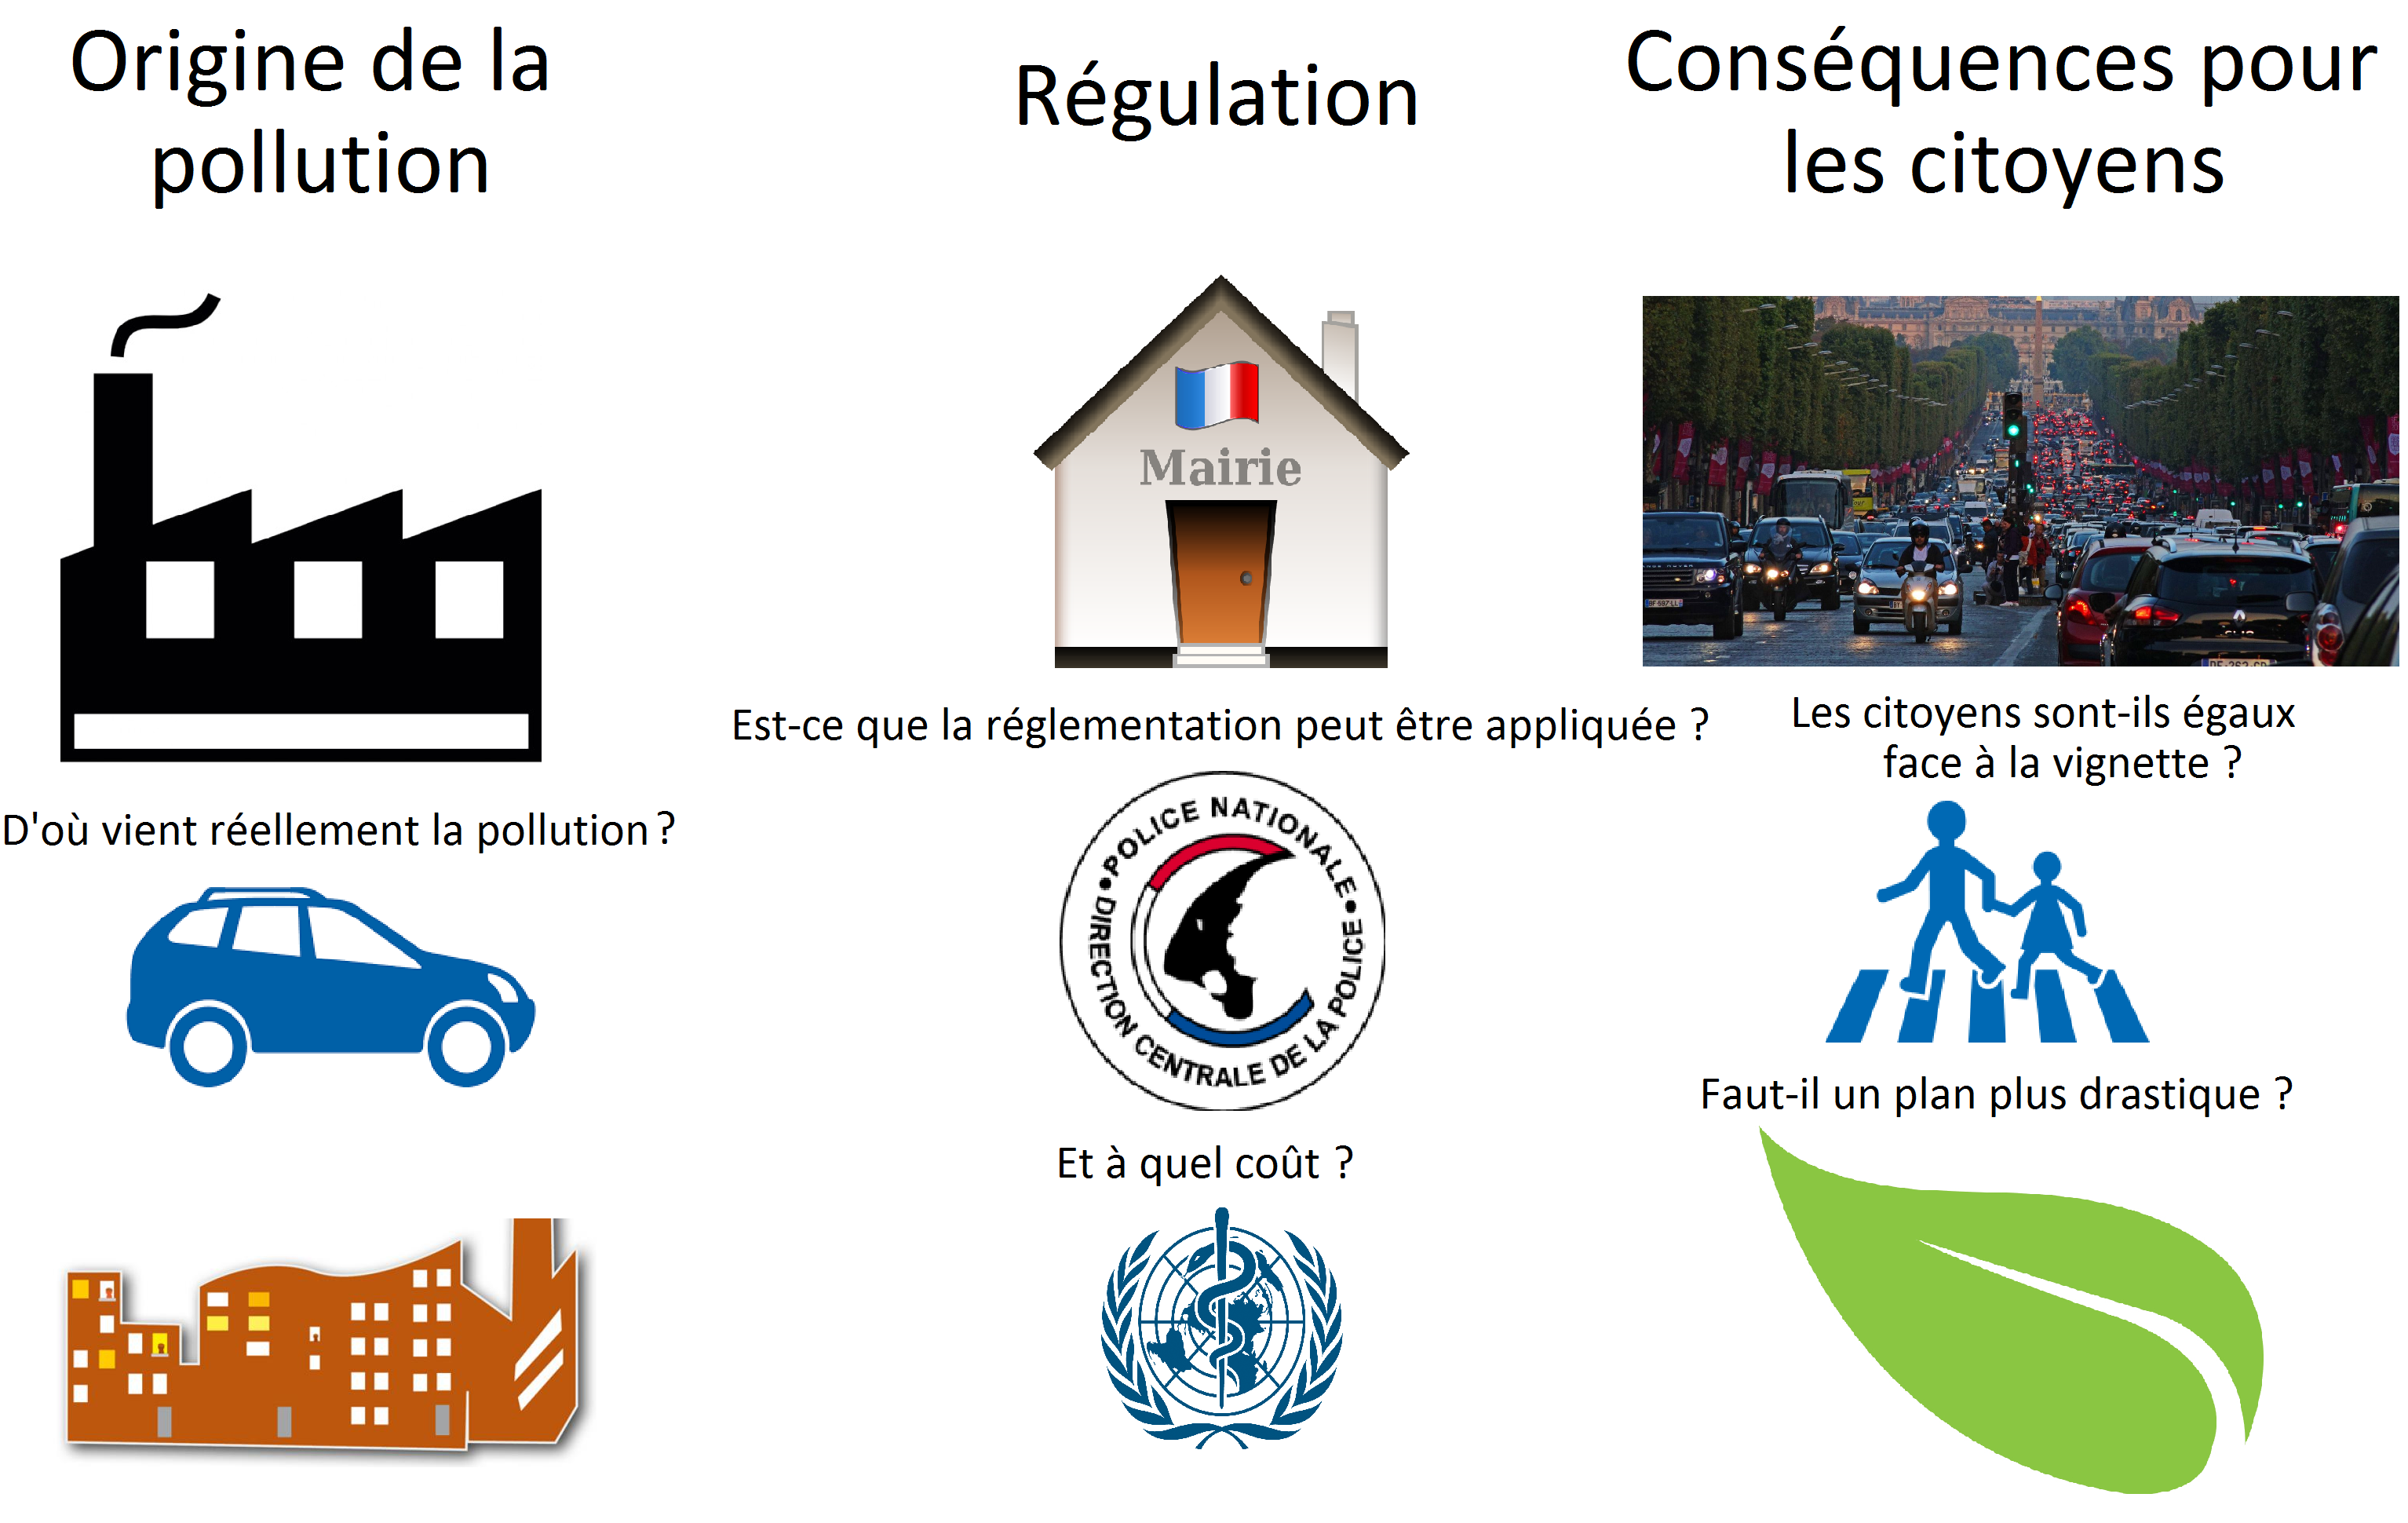 Origine de la
pollution
D'où vient réellement la pollution ?
Régulation
Mairie
Est-ce que la réglementation peut être appliquée ?
•POLICE NATIONALE•
DIRECTION CENTRALE DE LA POLICE
Et à quel coût ?
Conséquences pour
les citoyens
Les citoyens sont-ils égaux
face à la vignette ?
Faut-il un plan plus drastique ?